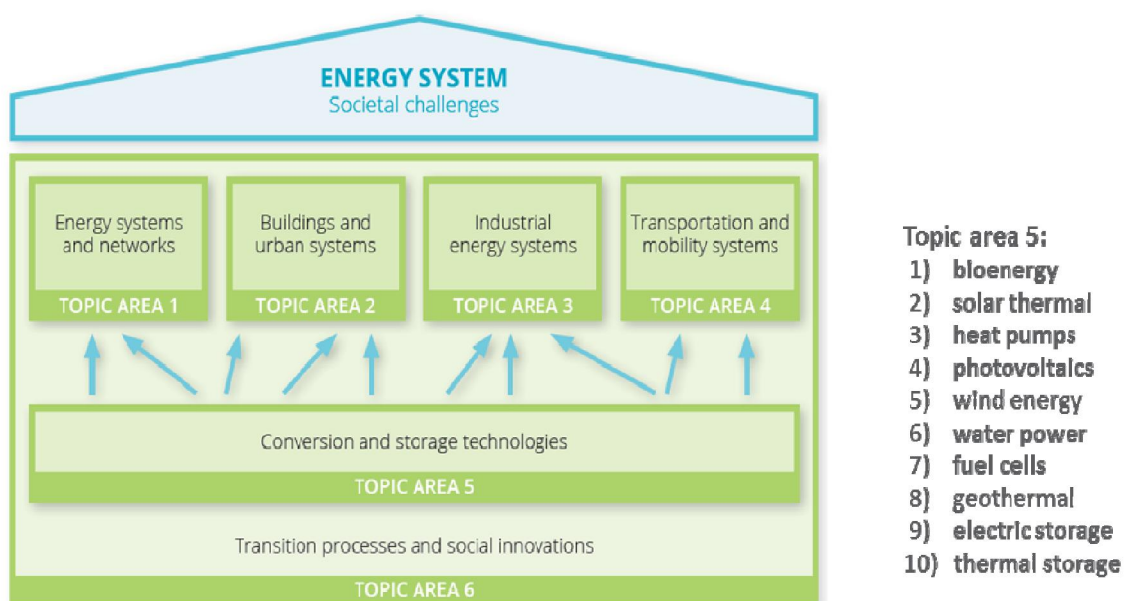 ENERGY SYSTEM
Societal challenges
Energy systems
and networks
TOPIC AREA 1
Buildings and
urban systems
TOPIC AREA 2
Industrial
energy systems
TOPIC AREA 3
Transportation and
mobility systems
TOPIC AREA 4
Conversion and storage technologies
TOPIC AREA 5
Transition processes and social innovations
TOPIC AREA 6
Topic area 5:
1) bioenergy
2) solar thermal
3) heat pumps
4) photovoltaics
5) wind energy
6) water power
7) fuel cells
8) geothermal
9) electric storage
10) thermal storage